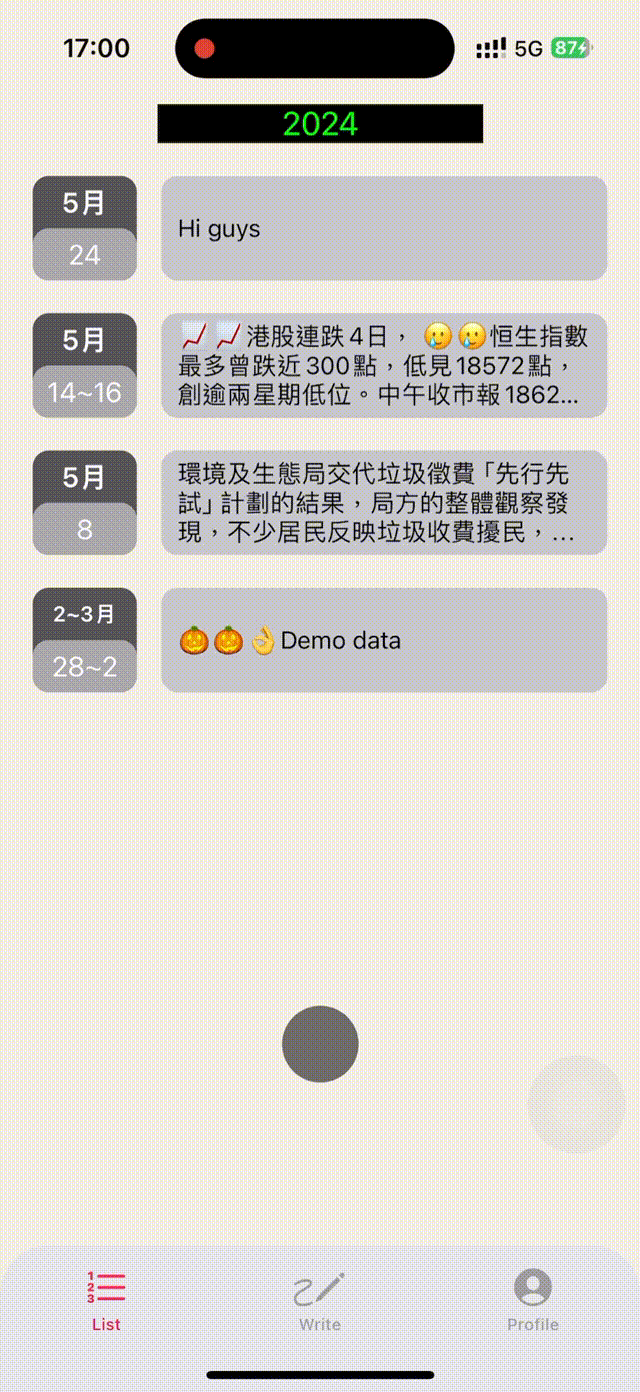 17:00
5G
87
2024
5月
24
Hi guys
5月
14~16
📈📈港股連跌4日，🥲🥲恒生指數
最多曾跌近300點，低見18572點，
創逾兩星期低位。中午收市報1862...
5月
8
環境及生態局交代垃圾徵費「先行先
試」計劃的結果，局方的整體觀察發
現，不少居民反映垃圾收費擾民，...
2~3月
28~2
🎃🎃👌Demo data
1
2
3
List
Write
Profile